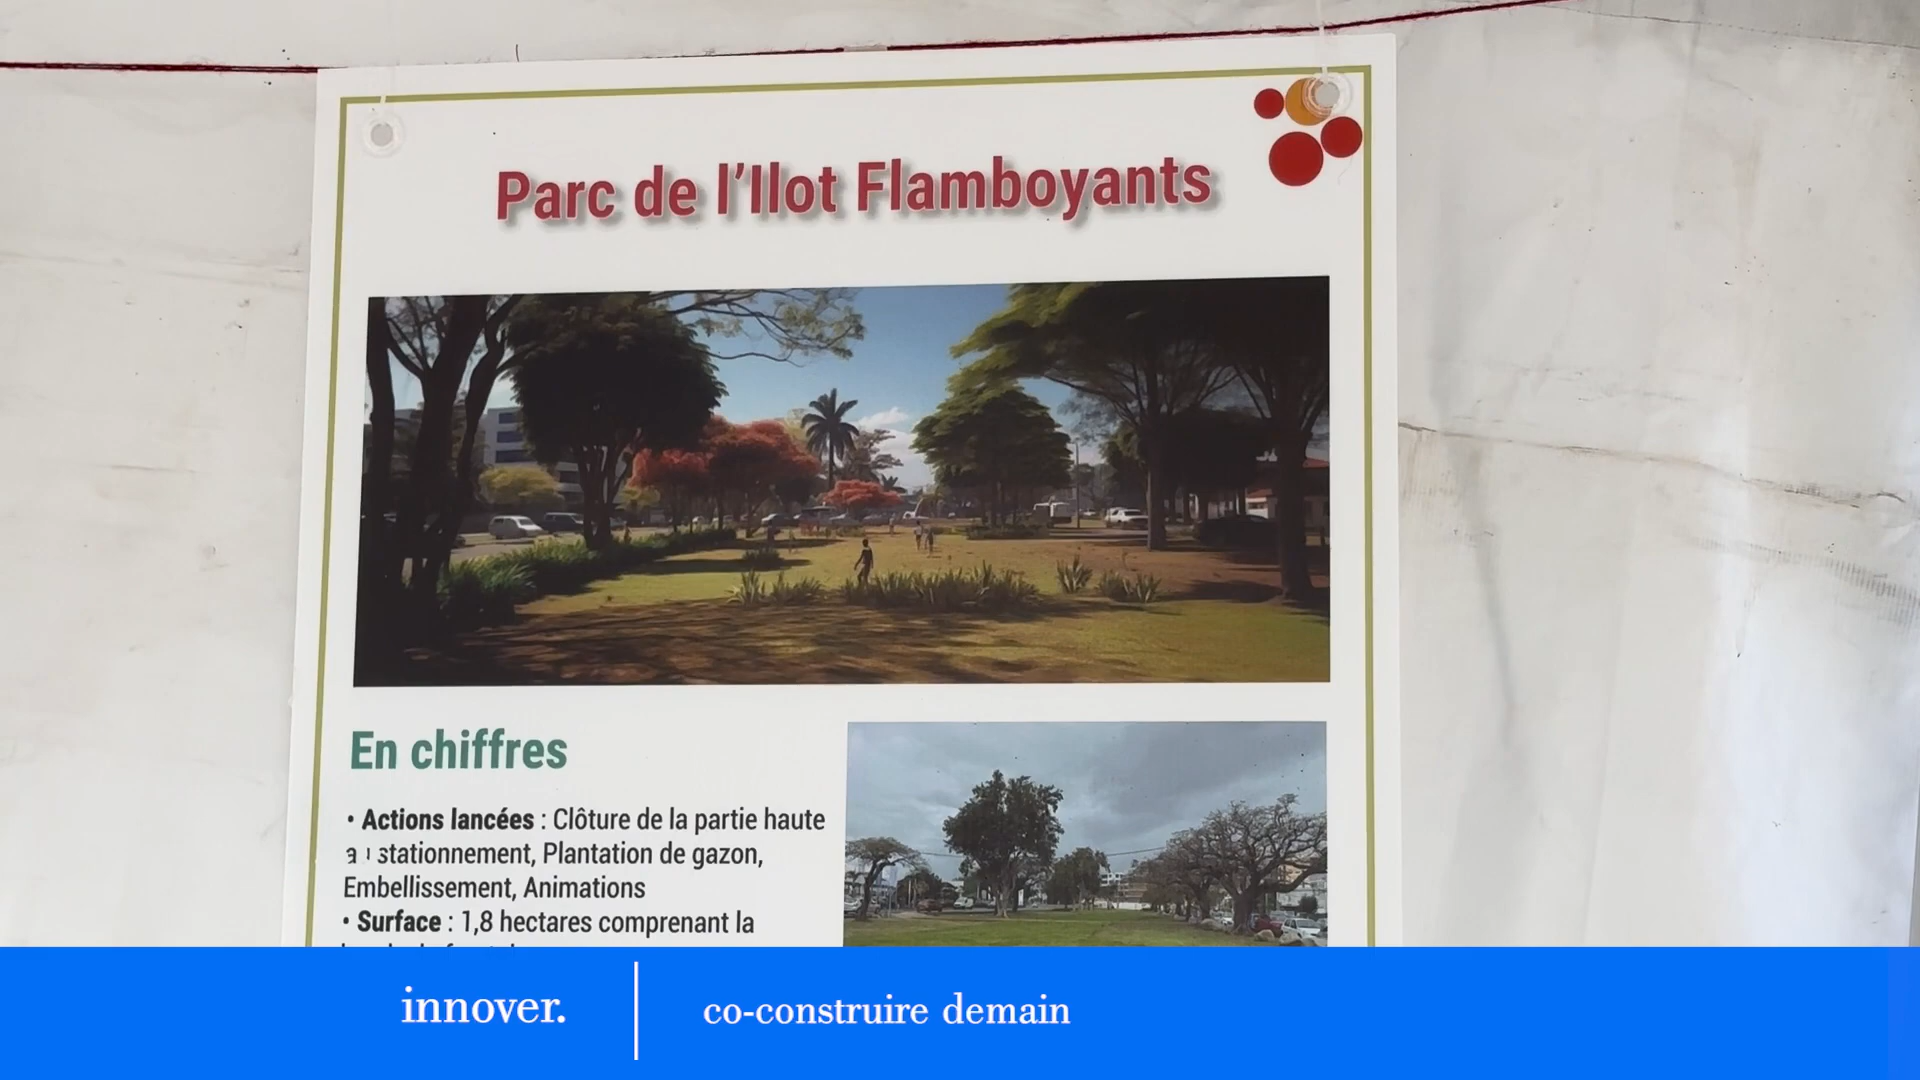 Parc de l'Ilot Flamboyants
En chiffres
• Actions lancées : Clôture de la partie haute
stationnement, Plantation de gazon,
Embellissement, Animations
• Surface : 1,8 hectares comprenant la
innover.
co-construire demain